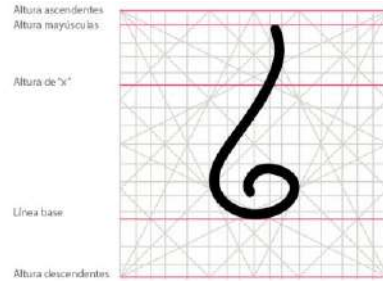 Altura ascendentes
Altura mayúsculas
Altura de "x"
Línea base
Altura descendentes